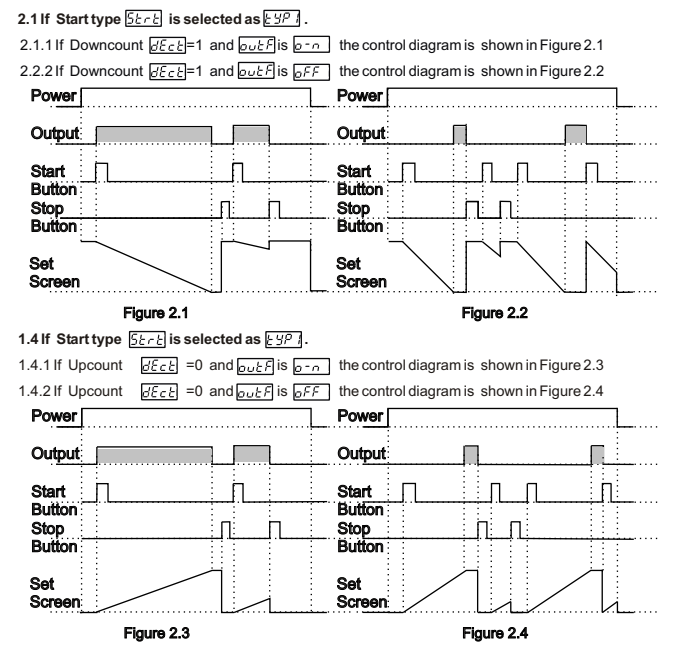 2.1 If Start type Strt is selected as tYP1.
2.1.1 If Downcount dEct=1 and outF is o-n the control diagram is shown in Figure 2.1
2.2.2 If Downcount dEct=1 and outF is oFF the control diagram is shown in Figure 2.2
Power
Output
Start
Button
Stop
Button
Set
Screen
Figure 2.1
Power
Output
Start
Button
Stop
Button
Set
Screen
Figure 2.2
1.4 If Start type Strt is selected as tYP1.
1.4.1 If Upcount dEct =0 and outF is o-n the control diagram is shown in Figure 2.3
1.4.2 If Upcount dEct =0 and outF is oFF the control diagram is shown in Figure 2.4
Power
Output
Start
Button
Stop
Button
Set
Screen
Figure 2.3
Power
Output
Start
Button
Stop
Button
Set
Screen
Figure 2.4